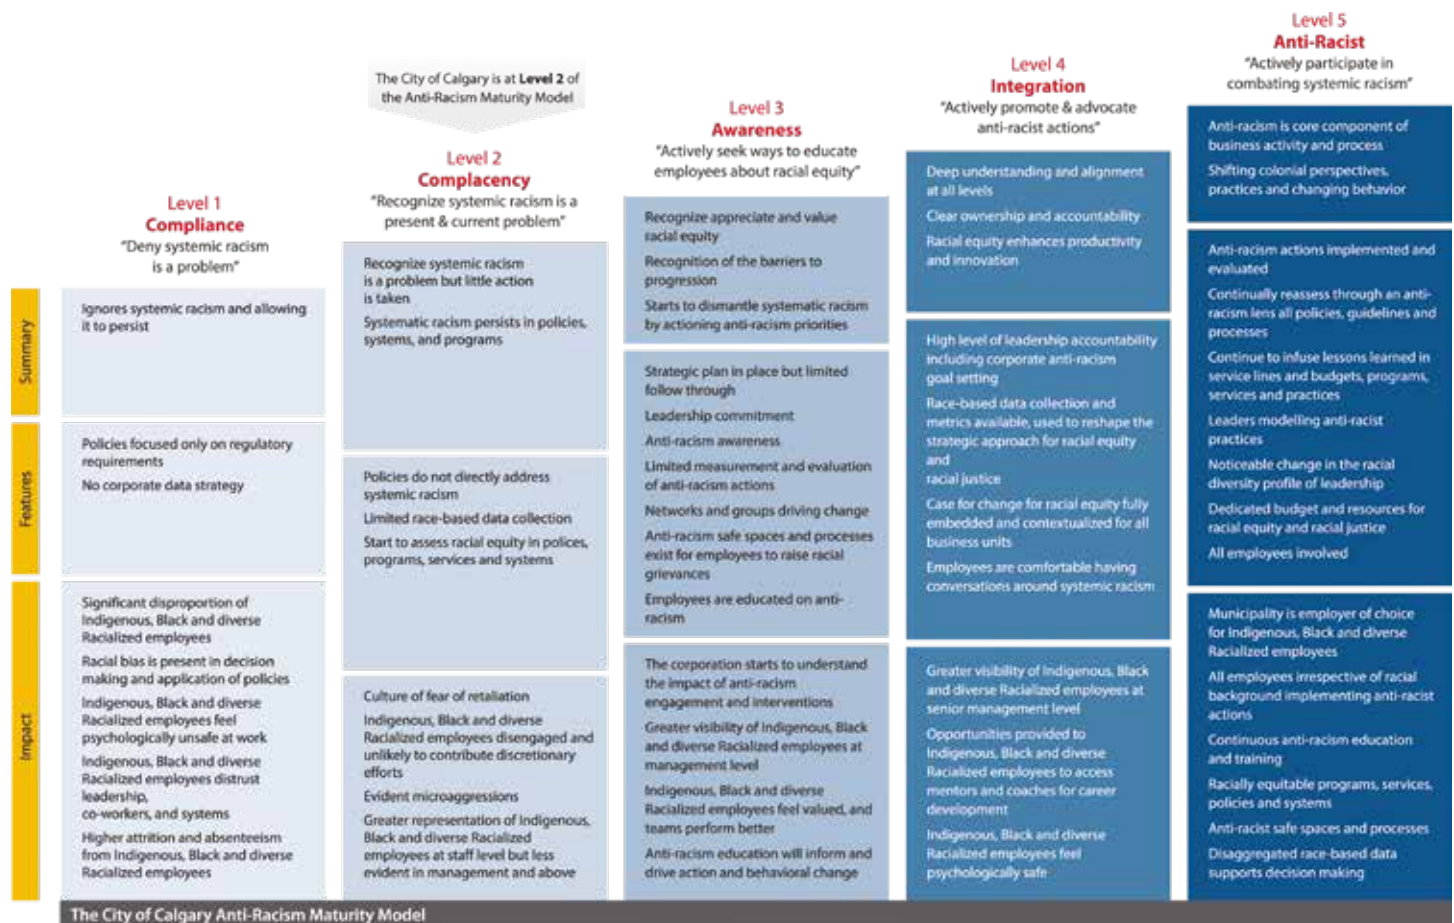 The City of Calgary is at Level 2 of
the Anti-Racism Maturity Model
Summary
Features
Impact
Level 1
Compliance
"Deny systemic racism
is a problem"
Ignores systemic racism and allowing
it to persist
Policies focused only on regulatory
requirements
No corporate data strategy
Significant disproportion of
Indigenous, Black and diverse
Racialized employees
Racial bias is present in decision
making and application of policies
Indigenous, Black and diverse
Racialized employees feel
psychologically unsafe at work
Indigenous, Black and diverse
Racialized employees distrust
leadership,
co-workers, and systems
Higher attrition and absenteeism
from Indigenous, Black and diverse
Racialized employees
Level 2
Complacency
"Recognize systemic racism is a
present & current problem"
Recognize systemic racism
is a problem but little action
is taken
Systematic racism persists in policies,
systems, and programs
Policies do not directly address
systemic racism
Limited race-based data collection
Start to assess racial equity in polices,
programs, services and systems
Culture of fear of retaliation
Indigenous, Black and diverse
Racialized employees disengaged and
unlikely to contribute discretionary
efforts
Evident microaggressions
Greater representation of Indigenous,
Black and diverse Racialized
employees at staff level but less
evident in management and above
Level 3
Awareness
"Actively seek ways to educate
employees about racial equity"
Recognize appreciate and value
racial equity
Recognition of the barriers to
progression
Starts to dismantle systematic racism
by actioning anti-racism priorities
Strategic plan in place but limited
follow through
Leadership commitment
Anti-racism awareness
Limited measurement and evaluation
of anti-racism actions
Networks and groups driving change
Anti-racism safe spaces and processes
exist for employees to raise racial
grievances
Employees are educated on anti-
racism
The corporation starts to understand
the impact of anti-racism
engagement and interventions
Greater visibility of Indigenous, Black
and diverse Racialized employees at
management level
Indigenous, Black and diverse
Racialized employees feel valued, and
teams perform better
Anti-racism education will inform and
drive action and behavioral change
Level 4
Integration
"Actively promote & advocate
anti-racist actions"
Deep understanding and alignment
at all levels
Clear ownership and accountability
Racial equity enhances productivity
and innovation
High level of leadership accountability
including corporate anti-racism
goal setting
Race-based data collection and
metrics available, used to reshape the
strategic approach for racial equity
and
racial justice
Case for change for racial equity fully
embedded and contextualized for all
business units
Employees are comfortable having
conversations around systemic racism
Greater visibility of Indigenous, Black
and diverse Racialized employees at
senior management level
Opportunities provided to
Indigenous, Black and diverse
Racialized employees to access
mentors and coaches for career
development
Indigenous, Black and diverse
Racialized employees feel
psychologically safe
Level 5
Anti-Racist
"Actively participate in
combating systemic racism"
Anti-racism is core component of
business activity and process
Shifting colonial perspectives,
practices and changing behavior
Anti-racism actions implemented and
evaluated
Continually reassess through an anti-
racism lens all policies, guidelines and
processes
Continue to infuse lessons learned in
service lines and budgets, programs,
services and practices
Leaders modelling anti-racist
practices
Noticeable change in the racial
diversity profile of leadership
Dedicated budget and resources for
racial equity and racial justice
All employees involved
Municipality is employer of choice
for Indigenous, Black and diverse
Racialized employees
All employees irrespective of racial
background implementing anti-racist
actions
Continuous anti-racism education
and training
Racially equitable programs, services,
policies and systems
Anti-racist safe spaces and processes
Disaggregated race-based data
supports decision making
The City of Calgary Anti-Racism Maturity Model